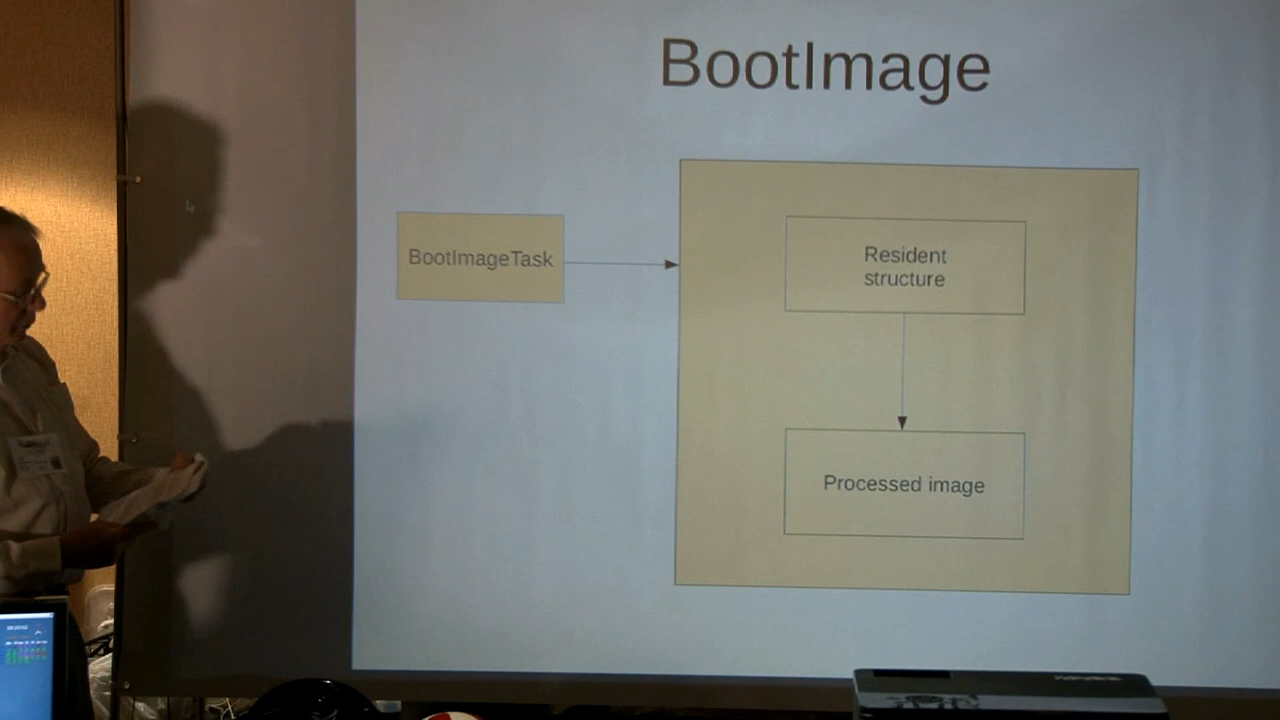 BootImage
BootImageTask
Resident
structure
Processed image